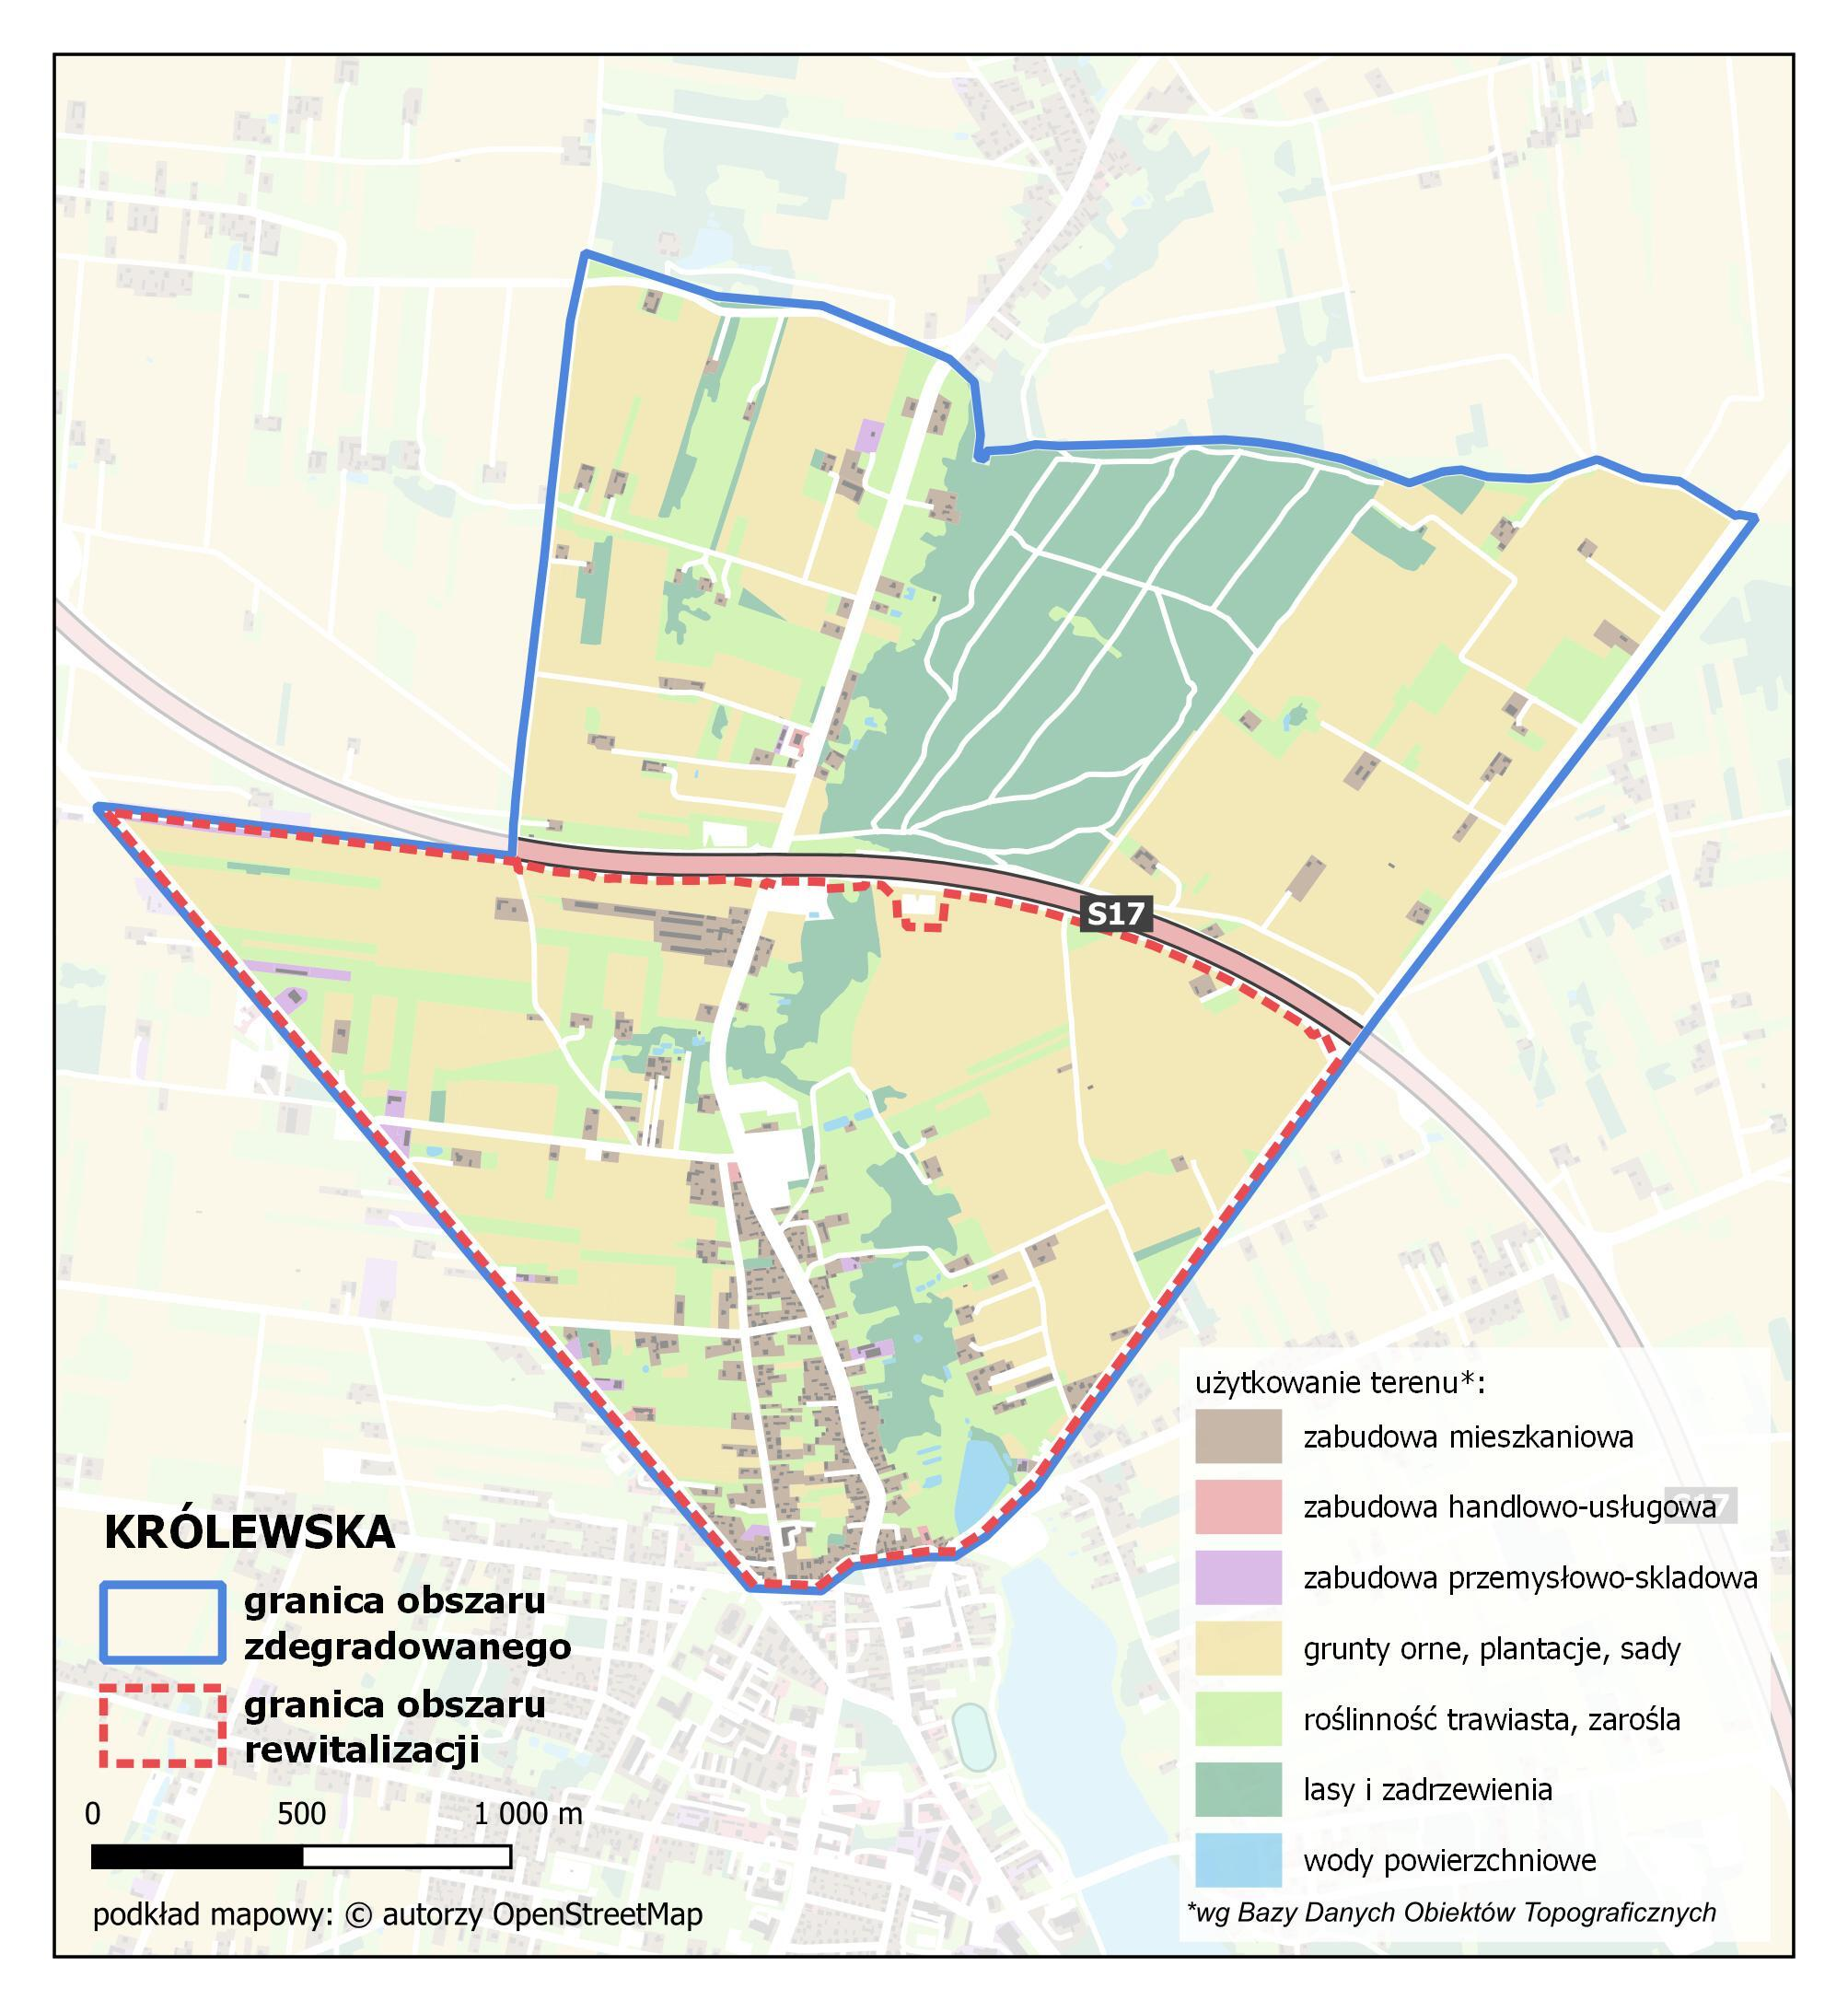 S17
użytkowanie terenu*:
zabudowa mieszkaniowa
zabudowa handlowo-usługowa
S17
zabudowa przemysłowo-skladowa
grunty orne, plantacje, sady
roślinność trawiasta, zarośla
lasy i zadrzewienia
wody powierzchniowe
*wg Bazy Danych Obiektów Topograficznych
KRÓLEWSKA
granica obszaru
zdegradowanego
granica obszaru
rewitalizacji
0 500 1 000 m
podkład mapowy: © autorzy OpenStreetMap